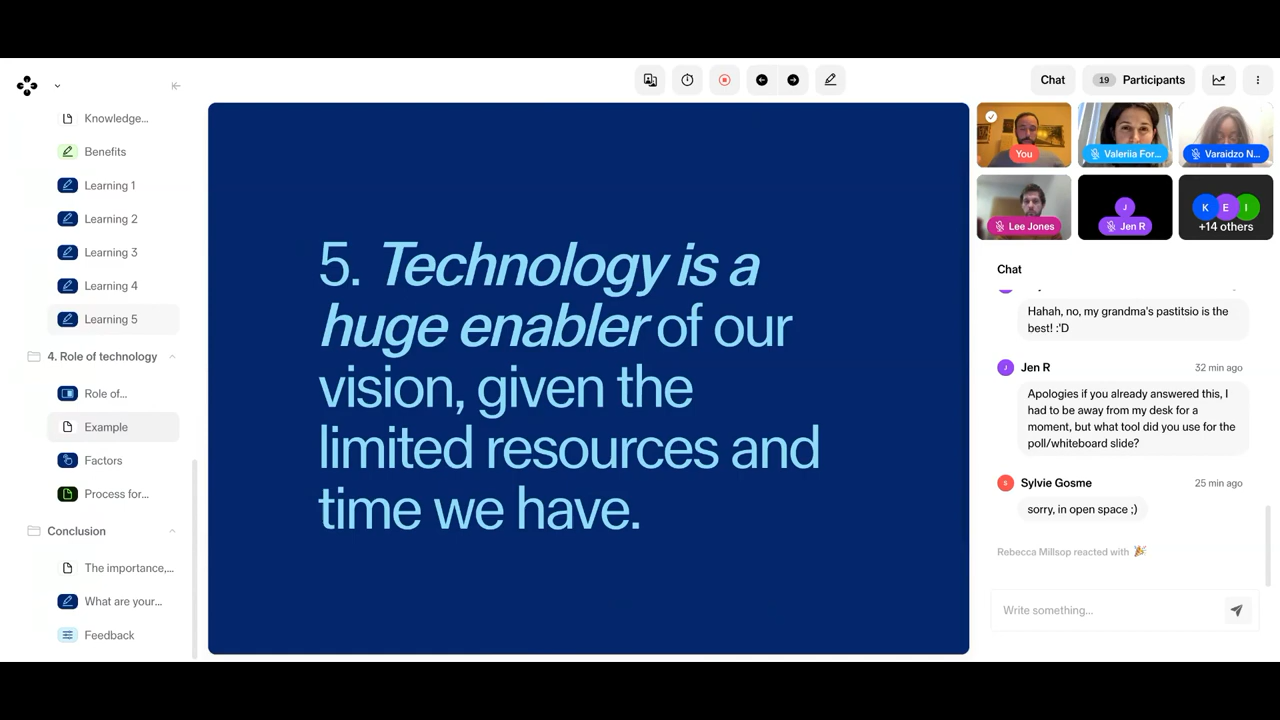 Knowledge...
Benefits
Learning 1
Learning 2
Learning 3
Learning 4
Learning 5
4. Role of technology
Role of...
Example
Factors
Process for...
Conclusion
The importance,...
What are your...
Feedback
5. Technology is a
huge enabler of our
vision, given the
limited resources and
time we have.
Chat
19 Participants
You
Valeriia For...
Varaidzo N...
Lee Jones
J
Jen R
K E I
+14 others
Chat
Hahah, no, my grandma's pastitsio is the
best! :'D
J Jen R 32 min ago
Apologies if you already answered this, I
had to be away from my desk for a
moment, but what tool did you use for the
poll/whiteboard slide?
S Sylvie Gosme 25 min ago
sorry, in open space ;)
Rebecca Millsop reacted with 🎉
Write something...